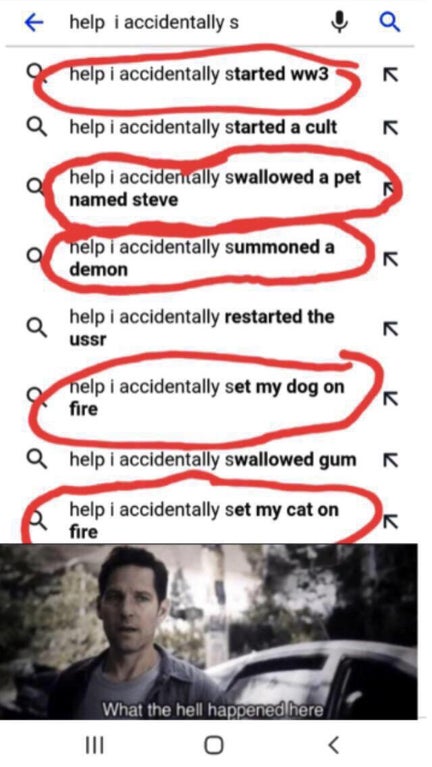 help i accidentally s
help i accidentally started ww3
help i accidentally started a cult
help i accidentally swallowed a pet
named steve
help i accidentally summoned a
demon
help i accidentally restarted the
ussr
help i accidentally set my dog on
fire
help i accidentally swallowed gum
help i accidentally set my cat on
fire
What the hell happened here